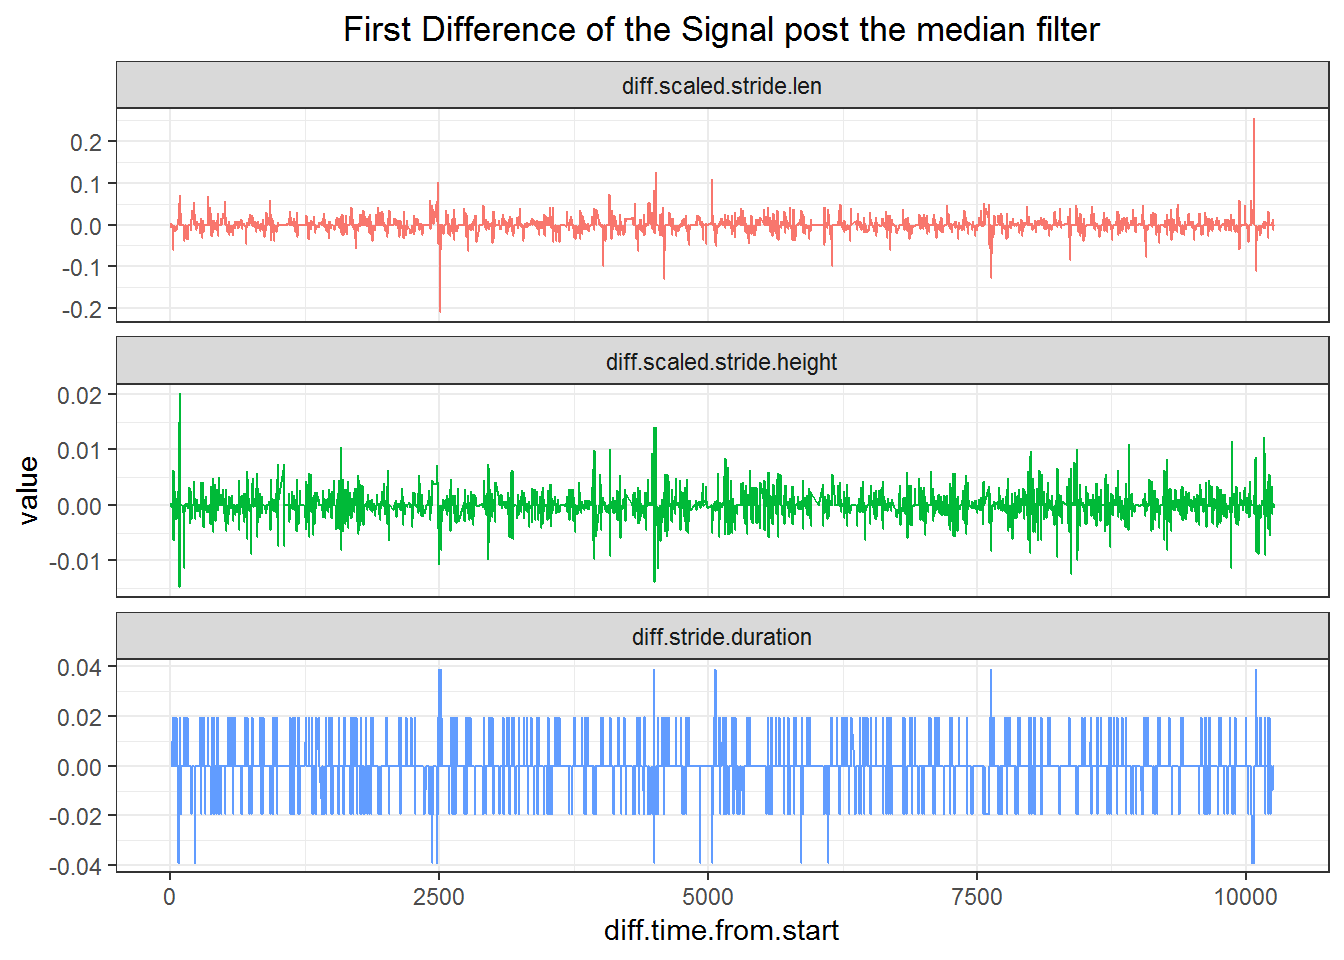 First Difference of the Signal post the median filter
diff.scaled.stride.len
0.2
0.1
0.0
-0.1
-0.2
diff.scaled.stride.height
0.02
0.01
0.00
-0.01
value
diff.stride.duration
0.04
0.02
0.00
-0.02
-0.04
0 2500 5000 7500 10000
diff.time.from.start